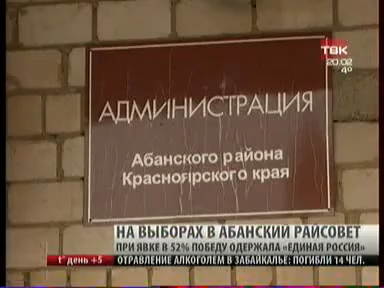 ТВК
20:02
4°
АДМИНИСТРАЦИЯ
Абанского района
Красноярского края
НА ВЫБОРАХ В АБАНСКИЙ РАЙСОВЕТ
ПРИ ЯВКЕ В 52% ПОБЕДУ ОДЕРЖАЛА «ЕДИНАЯ РОССИЯ»
t° день +5 ОТРАВЛЕНИЕ АЛКОГОЛЕМ В ЗАБАЙКАЛЬЕ: ПОГИБЛИ 14 ЧЕЛ.